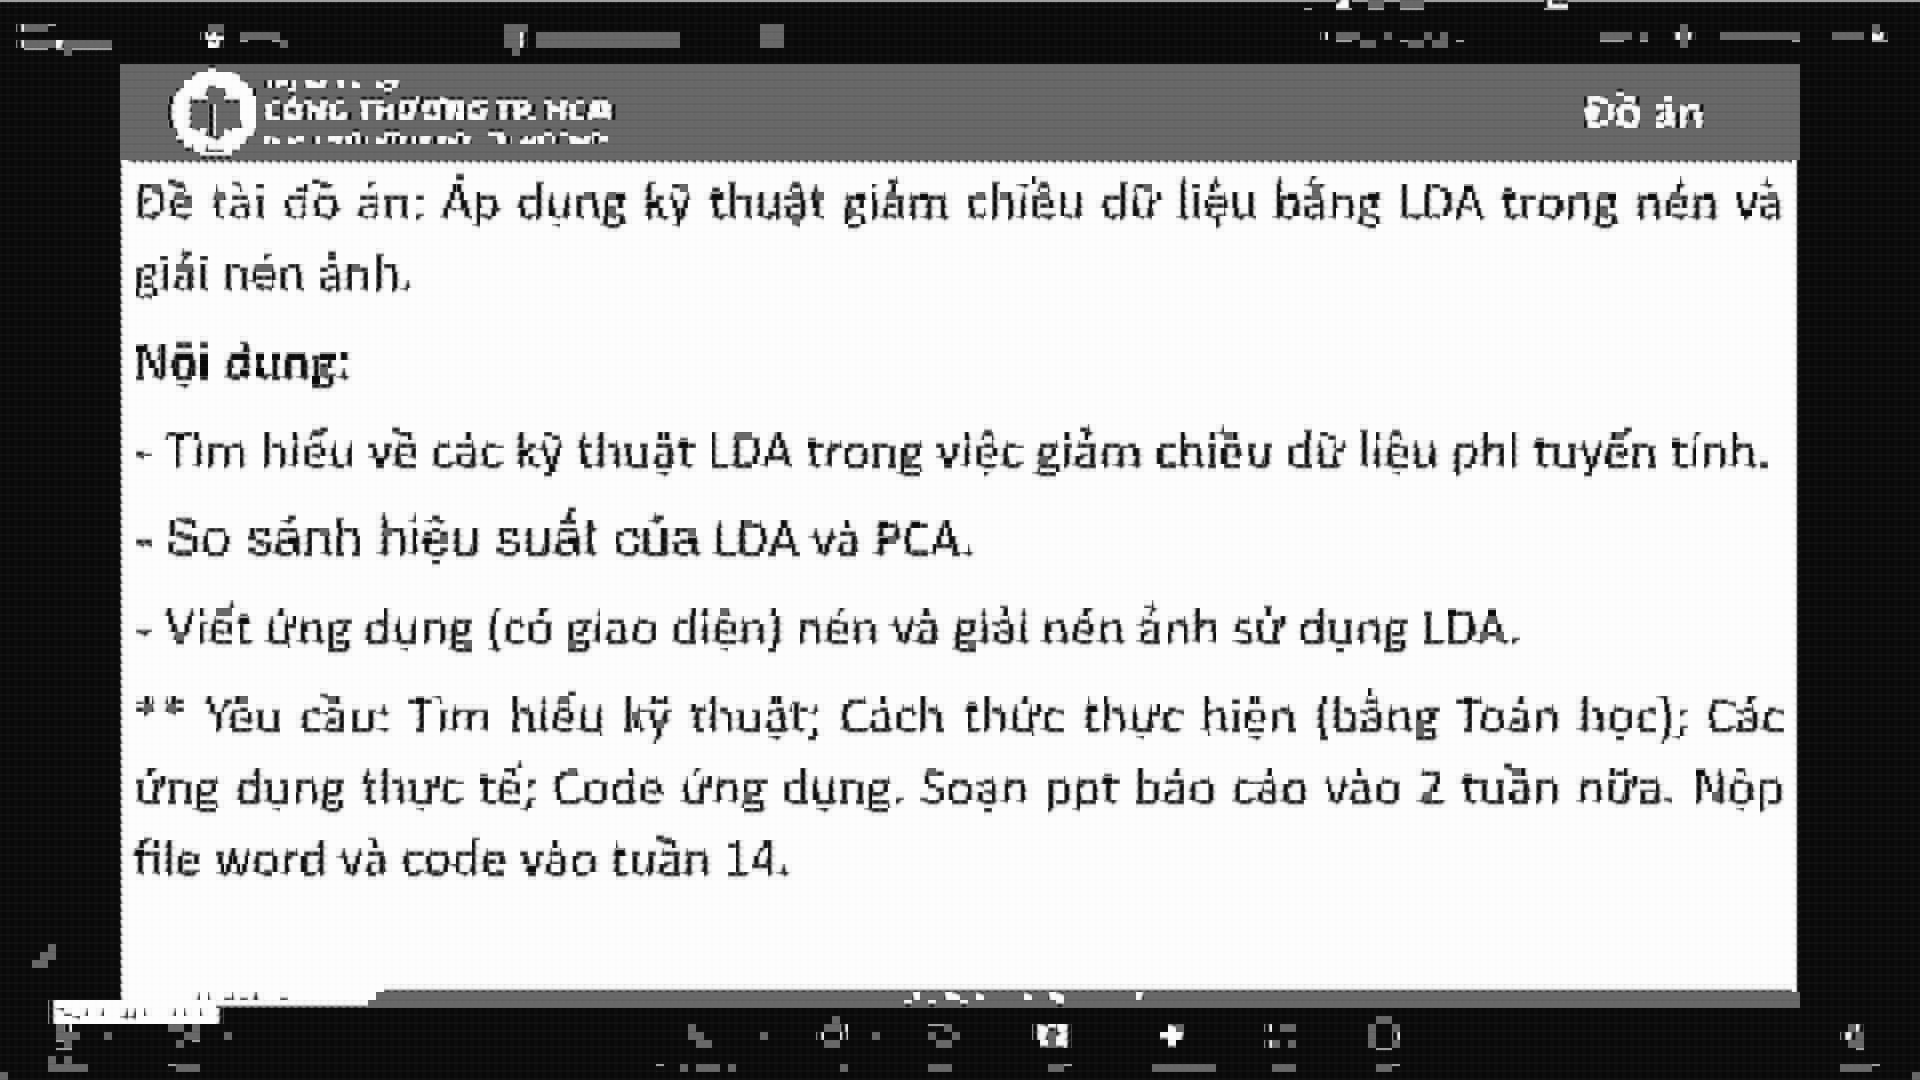 CÔNG THƯƠNG TP. HCM
Đồ án
Đề tài đồ án: Áp dụng kỹ thuật giảm chiều dữ liệu bằng LDA trong nén và
giải nén ảnh.
Nội dung:
- Tìm hiểu về các kỹ thuật LDA trong việc giảm chiều dữ liệu phi tuyến tính.
- So sánh hiệu suất của LDA và PCA.
- Viết ứng dụng (có giao diện) nén và giải nén ảnh sử dụng LDA.
** Yêu cầu: Tìm hiểu kỹ thuật; Cách thức thực hiện (bằng Toán học); Các
ứng dụng thực tế; Code ứng dụng. Soạn ppt báo cáo vào 2 tuần nữa. Nộp
file word và code vào tuần 14.